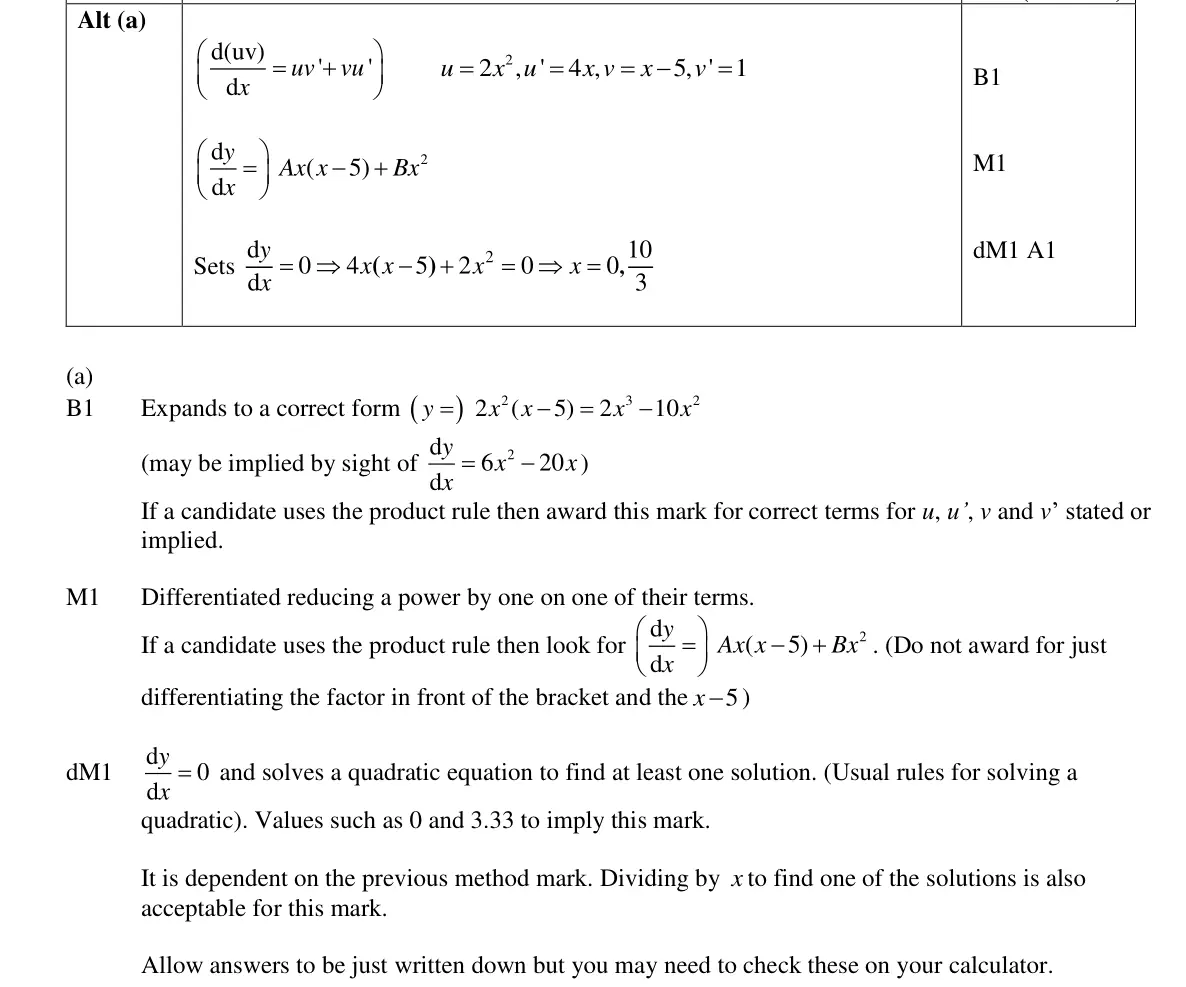 Alt (a)
(d(uv)/dx = uv'+ vu') u = 2x², u' = 4x, v = x − 5, v' = 1 B1
(dy/dx =) Ax(x − 5) + Bx² M1
Sets dy/dx = 0 ⇒ 4x(x − 5) + 2x² = 0 ⇒ x = 0, 10/3 dM1 A1
(a)
B1 Expands to a correct form (y =) 2x²(x − 5) = 2x³ − 10x²
(may be implied by sight of dy/dx = 6x² − 20x)
If a candidate uses the product rule then award this mark for correct terms for u, u’, v and v’ stated or
implied.
M1 Differentiated reducing a power by one on one of their terms.
If a candidate uses the product rule then look for (dy/dx =) Ax(x − 5) + Bx² . (Do not award for just
differentiating the factor in front of the bracket and the x − 5)
dM1 dy/dx = 0 and solves a quadratic equation to find at least one solution. (Usual rules for solving a
quadratic). Values such as 0 and 3.33 to imply this mark.
It is dependent on the previous method mark. Dividing by x to find one of the solutions is also
acceptable for this mark.
Allow answers to be just written down but you may need to check these on your calculator.